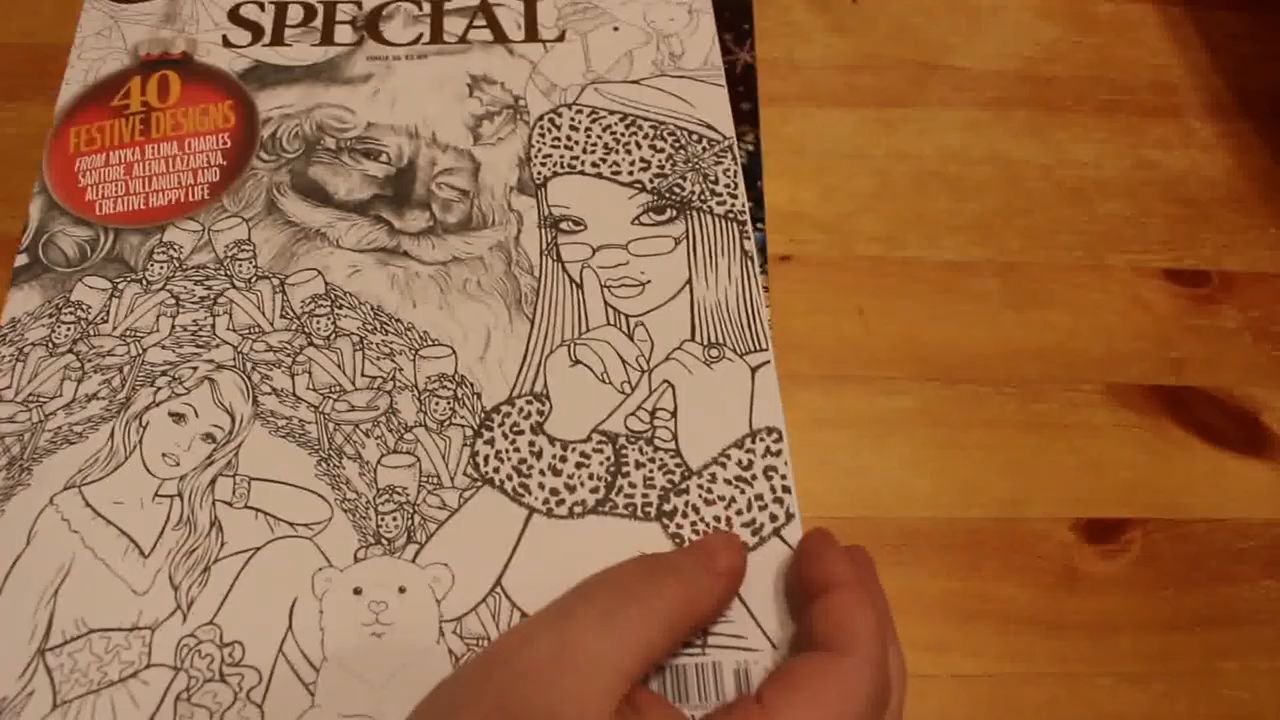 SPECIAL
40
FESTIVE DESIGNS
FROM MYKA JELINA, CHARLES
SANTORE, ALENA LAZAREVA,
ALFRED VILLANUEVA AND
CREATIVE HAPPY LIFE